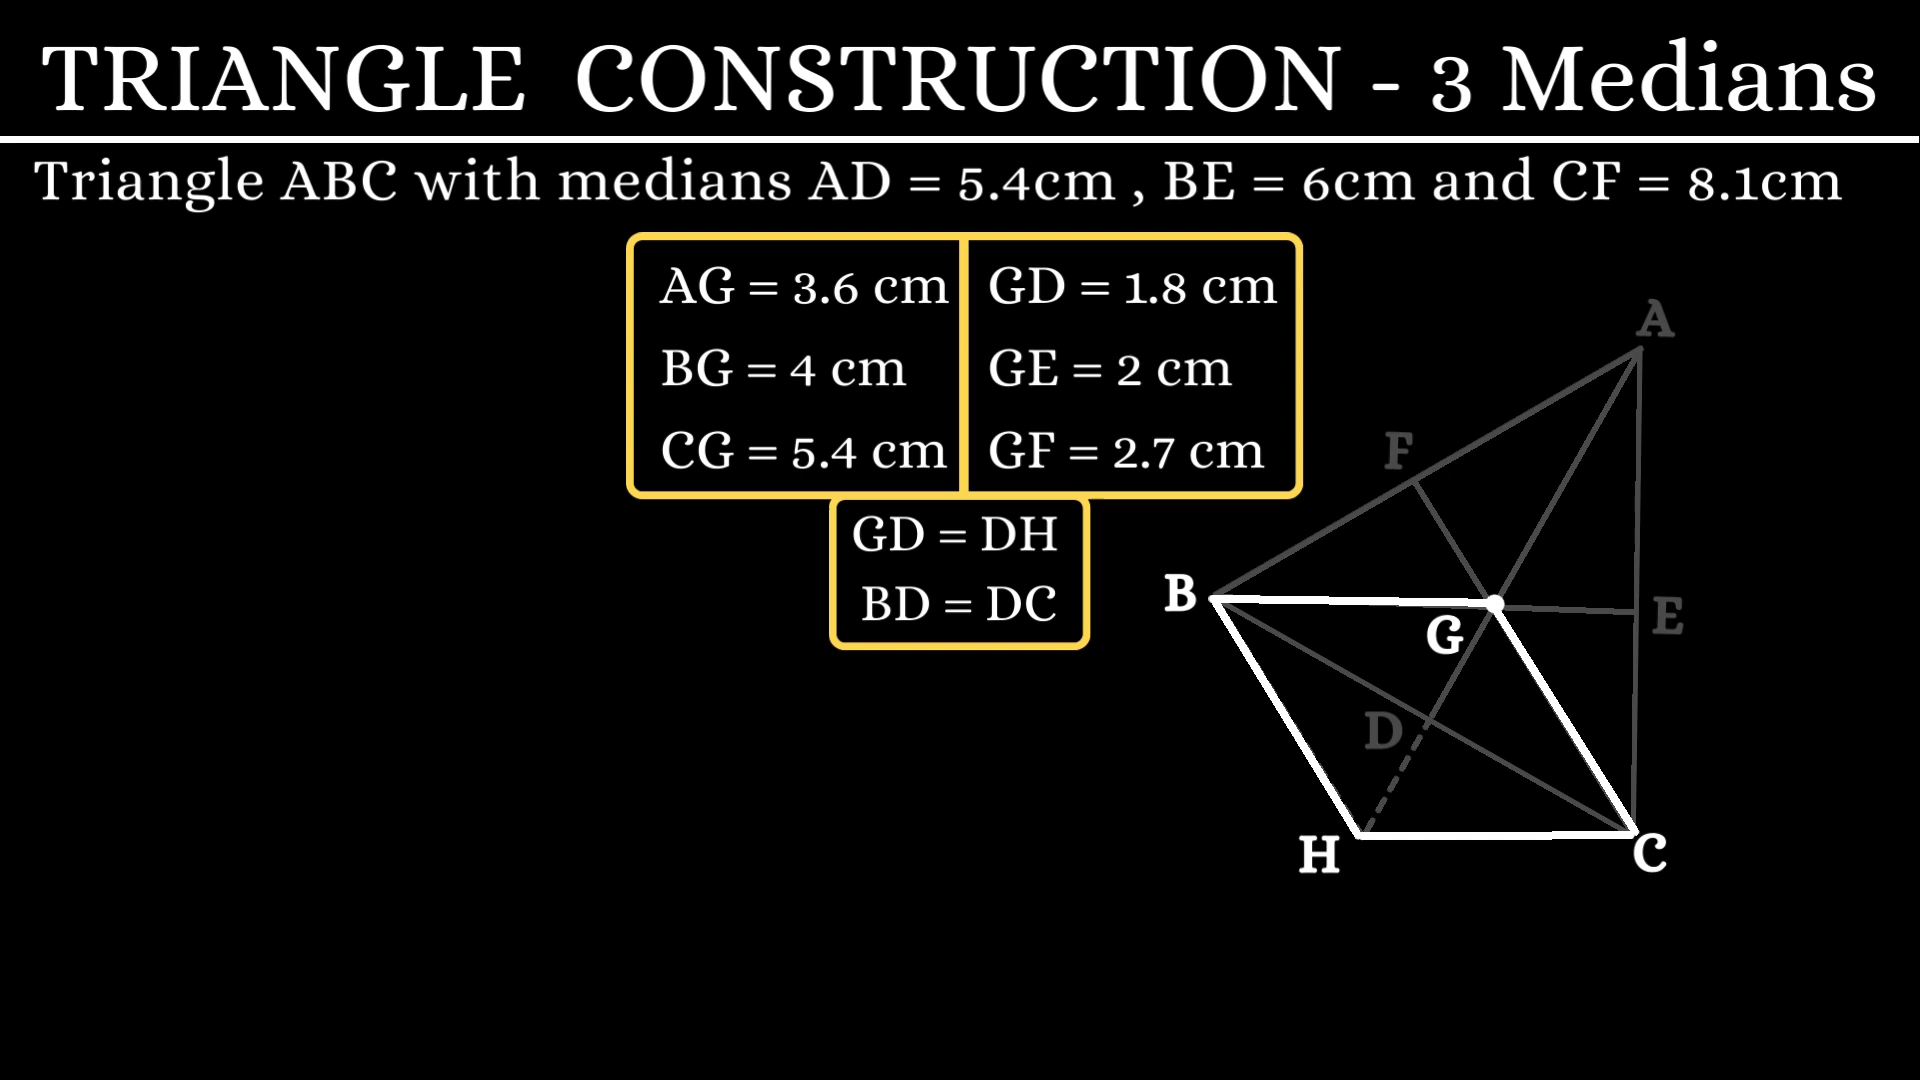 TRIANGLE CONSTRUCTION - 3 Medians
Triangle ABC with medians AD = 5.4cm , BE = 6cm and CF = 8.1cm
AG = 3.6 cm
BG = 4 cm
CG = 5.4 cm
GD = 1.8 cm
GE = 2 cm
GF = 2.7 cm
GD = DH
BD = DC
A
F
B
G
E
D
H
C